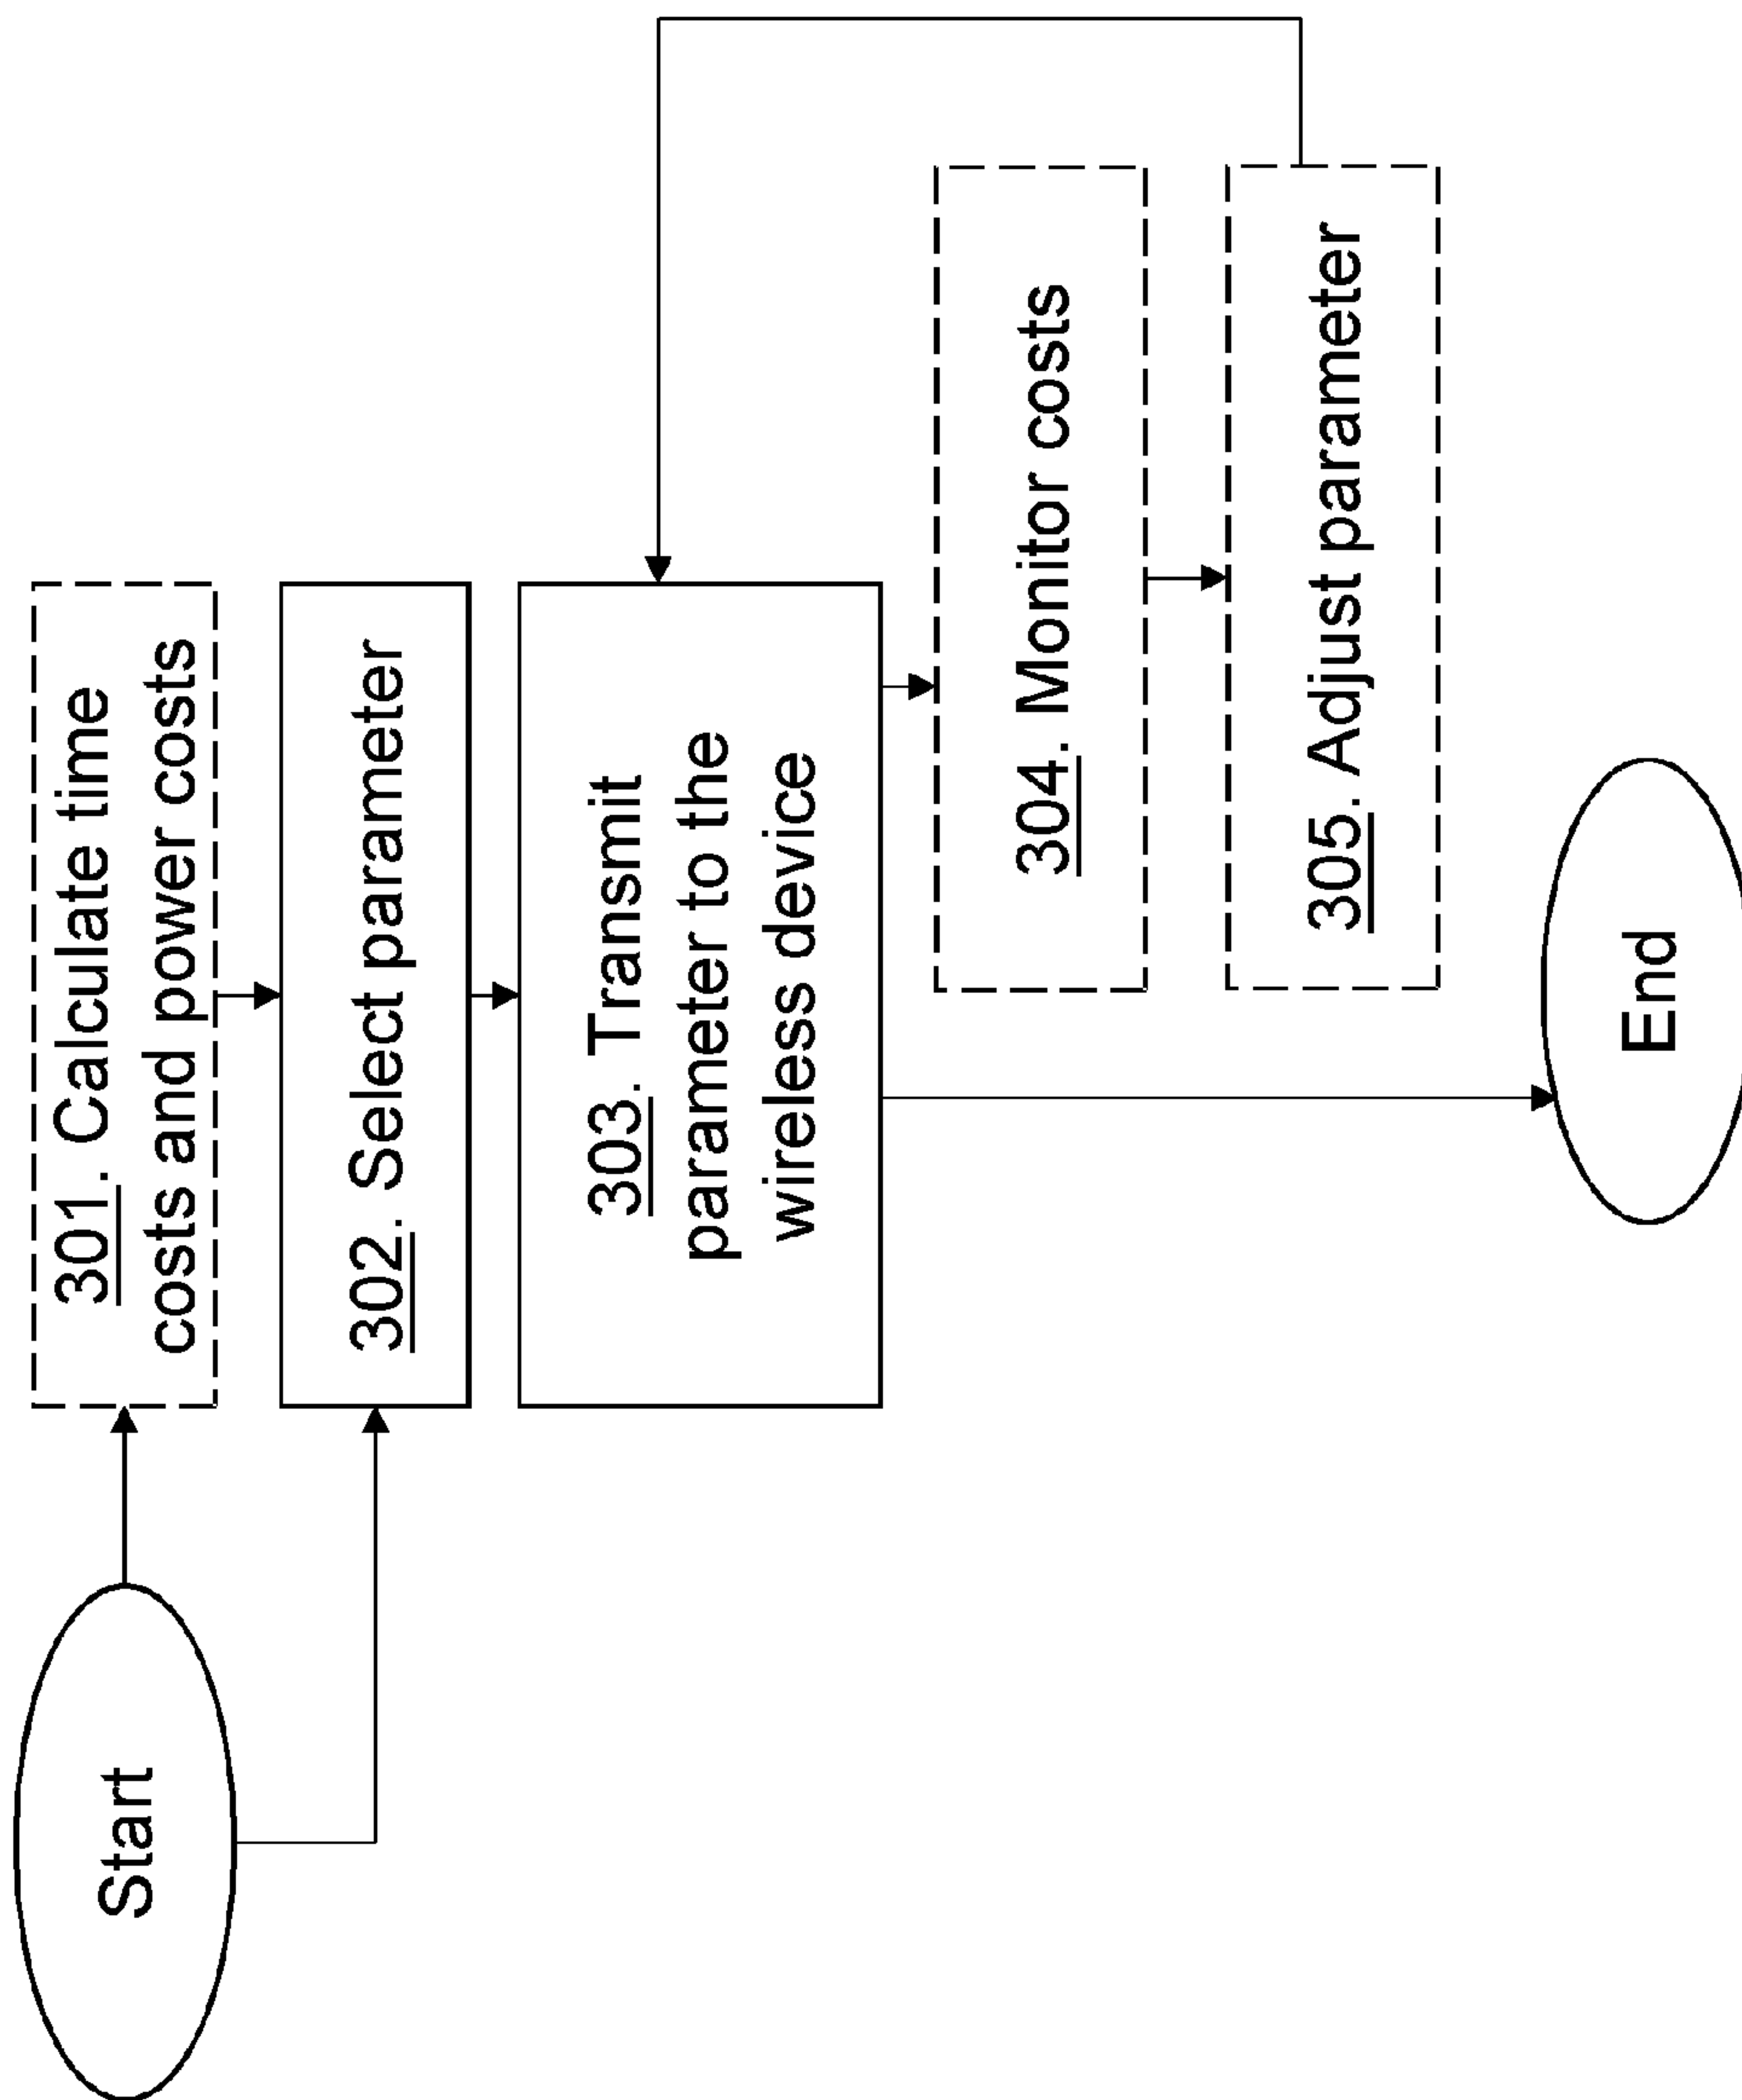 Start
301. Calculate time
costs and power costs
302. Select parameter
303. Transmit
parameter to the
wireless device
304. Monitor costs
305. Adjust parameter
End